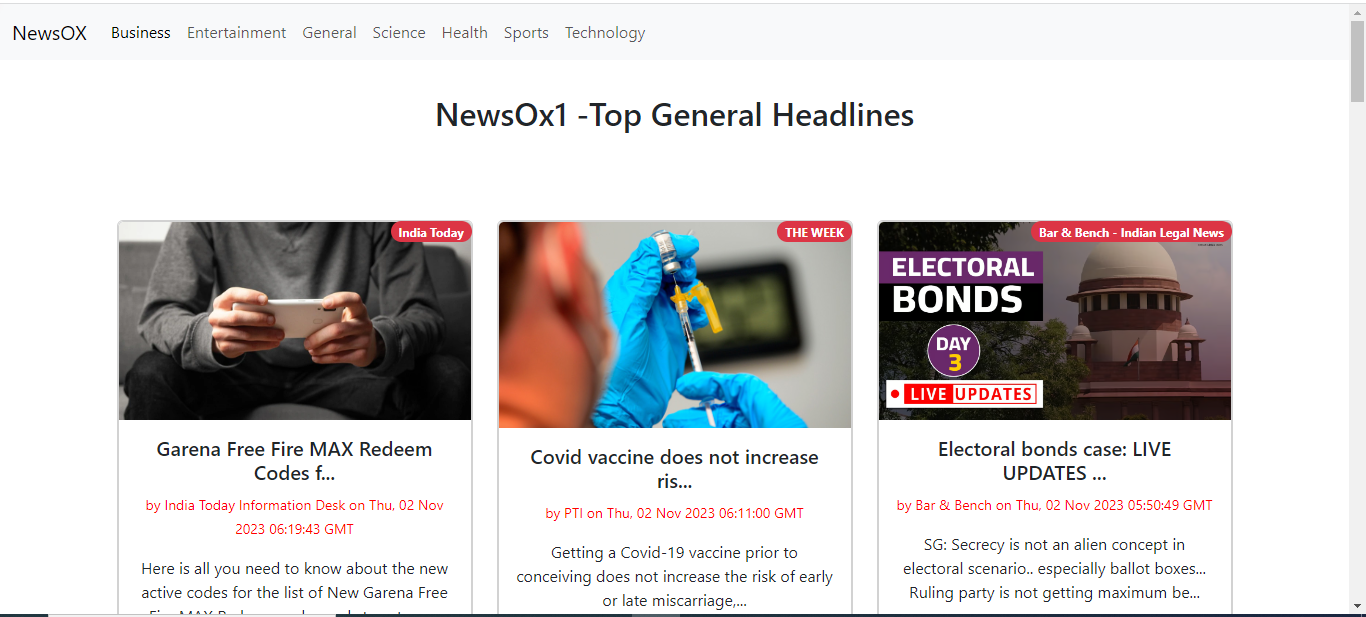 NewsOX Business Entertainment General Science Health Sports Technology
NewsOx1 -Top General Headlines
India Today
Garena Free Fire MAX Redeem
Codes f...
by India Today Information Desk on Thu, 02 Nov
2023 06:19:43 GMT
Here is all you need to know about the new
active codes for the list of New Garena Free
THE WEEK
Covid vaccine does not increase
ris...
by PTI on Thu, 02 Nov 2023 06:11:00 GMT
Getting a Covid-19 vaccine prior to
conceiving does not increase the risk of early
or late miscarriage,...
Bar & Bench - Indian Legal News
ELECTORAL
BONDS
DAY
3
LIVE UPDATES
Electoral bonds case: LIVE
UPDATES ...
by Bar & Bench on Thu, 02 Nov 2023 05:50:49 GMT
SG: Secrecy is not an alien concept in
electoral scenario.. especially ballot boxes...
Ruling party is not getting maximum be...